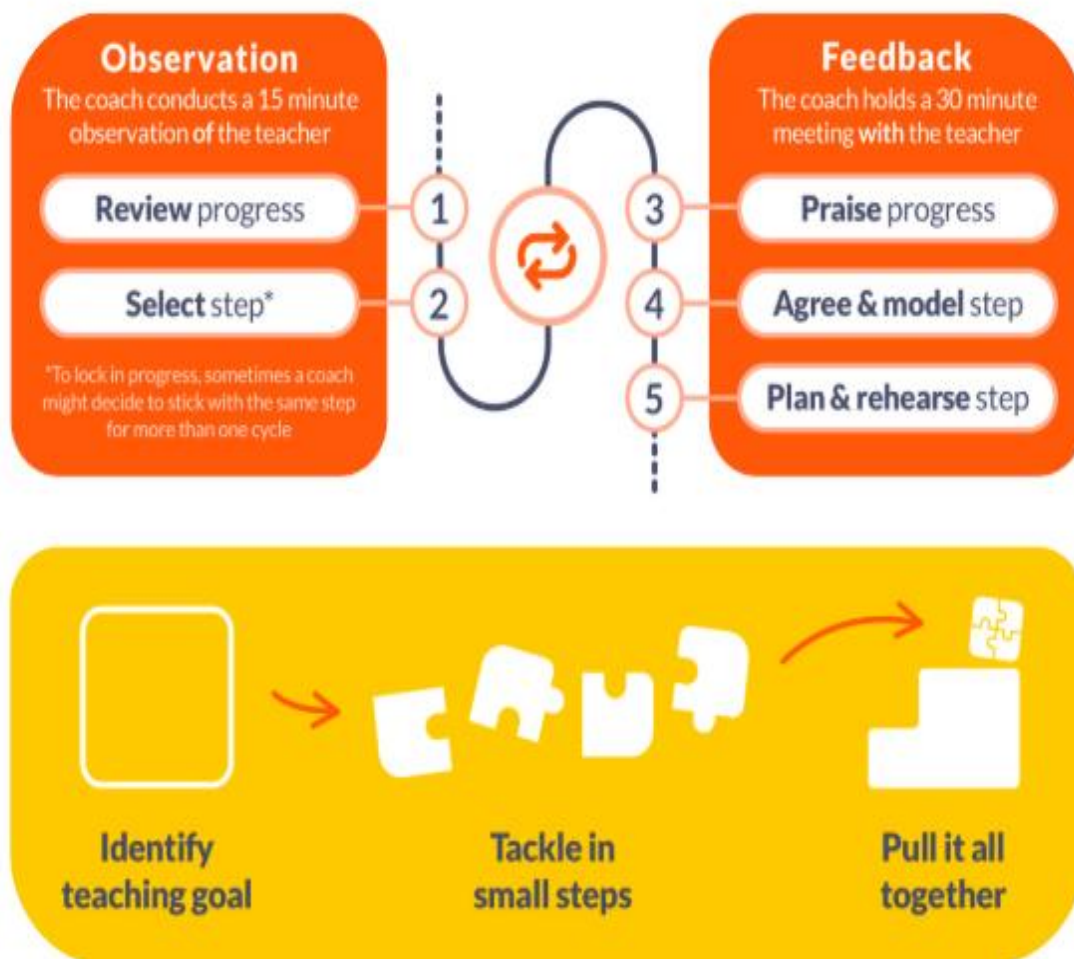 Observation
The coach conducts a 15 minute
observation of the teacher
Review progress
1
Select step*
2
*To lock in progress, sometimes a coach
might decide to stick with the same step
for more than one cycle
Feedback
The coach holds a 30 minute
meeting with the teacher
3
Praise progress
4
Agree & model step
5
Plan & rehearse step
Identify
teaching goal
Tackle in
small steps
Pull it all
together